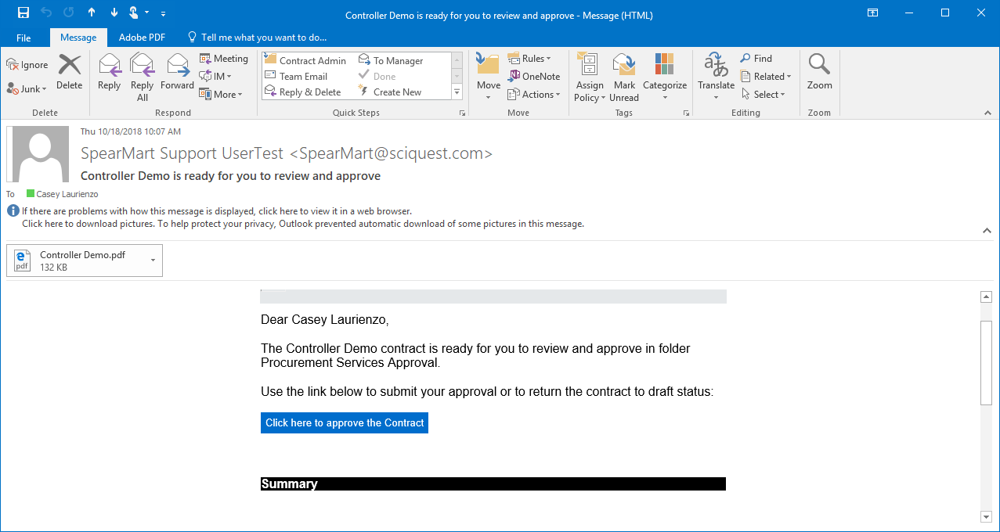 Controller Demo is ready for you to review and approve - Message (HTML)
File Message Adobe PDF Tell me what you want to do...
Ignore
Junk
Delete
Delete
Reply
Reply All
Forward
Meeting
IM
More
Respond
Contract Admin
Team Email
Reply & Delete
To Manager
Done
Create New
Quick Steps
Move
Rules
OneNote
Actions
Move
Assign Policy
Mark Unread
Categorize
Tags
Translate
Find
Related
Select
Editing
Zoom
Zoom
Thu 10/18/2018 10:07 AM
SpearMart Support UserTest <SpearMart@sciquest.com>
Controller Demo is ready for you to review and approve
To Casey Laurienzo
If there are problems with how this message is displayed, click here to view it in a web browser.
Click here to download pictures. To help protect your privacy, Outlook prevented automatic download of some pictures in this message.
pdf
Controller Demo.pdf
132 KB
Dear Casey Laurienzo,
The Controller Demo contract is ready for you to review and approve in folder
Procurement Services Approval.
Use the link below to submit your approval or to return the contract to draft status:
Click here to approve the Contract
Summary